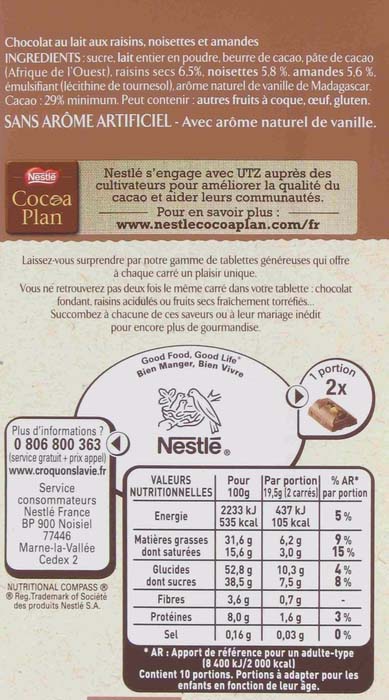 Chocolat au lait aux raisins, noisettes et amandes
INGRÉDIENTS : sucre, lait entier en poudre, beurre de cacao, pâte de cacao
(Afrique de l'Ouest), raisins secs 6.5%, noisettes 5.8 %, amandes 5.6 %,
émulsifiant (lécithine de tournesol), arôme naturel de vanille de Madagascar.
Cacao : 29% minimum. Peut contenir : autres fruits à coque, œuf, gluten.
SANS ARÔME ARTIFICIEL - Avec arôme naturel de vanille.
Nestlé
Cocoa
Plan
Nestlé s'engage avec UTZ auprès des
cultivateurs pour améliorer la qualité du
cacao et aider leurs communautés.
Pour en savoir plus :
www.nestlecocoaplan.com/fr
Laissez-vous surprendre par notre gamme de tablettes généreuses qui offre
à chaque carré un plaisir unique.
Vous ne retrouverez pas deux fois le même carré dans votre tablette : chocolat
fondant, raisins acidulés ou fruits secs fraîchement torréfiés...
Succombez à chacune de ces saveurs ou à leur mariage inédit
pour encore plus de gourmandise.
Good Food, Good Life®
Bien Manger, Bien Vivre
Nestlé®
1 portion
2x
Plus d'informations ?
0 806 800 363
(service gratuit + prix appel)
www.croquonslavie.fr
Service
consommateurs
Nestlé France
BP 900 Noisiel
77446
Marne-la-Vallée
Cedex 2
NUTRITIONAL COMPASS ®
® Reg. Trademark of Société
des produits Nestlé S.A.
VALEURS NUTRITIONNELLES Pour 100g Par portion 19,5g (2 carrés) % AR* par portion
Energie 2233 kJ 535 kcal 437 kJ 105 kcal 5 %
Matières grasses 31,6 g 6,2 g 9 %
dont saturées 15,6 g 3,0 g 15 %
Glucides 52,8 g 10,3 g 4 %
dont sucres 38,5 g 7,5 g 8 %
Fibres 3,6 g 0,7 g -
Protéines 8,0 g 1,6 g 3 %
Sel 0,16 g 0,03 g 0 %
* AR : Apport de référence pour un adulte-type
(8 400 kJ/2 000 kcal)
Contient 10 portions. Portions à adapter pour les
enfants en fonction de leur âge.